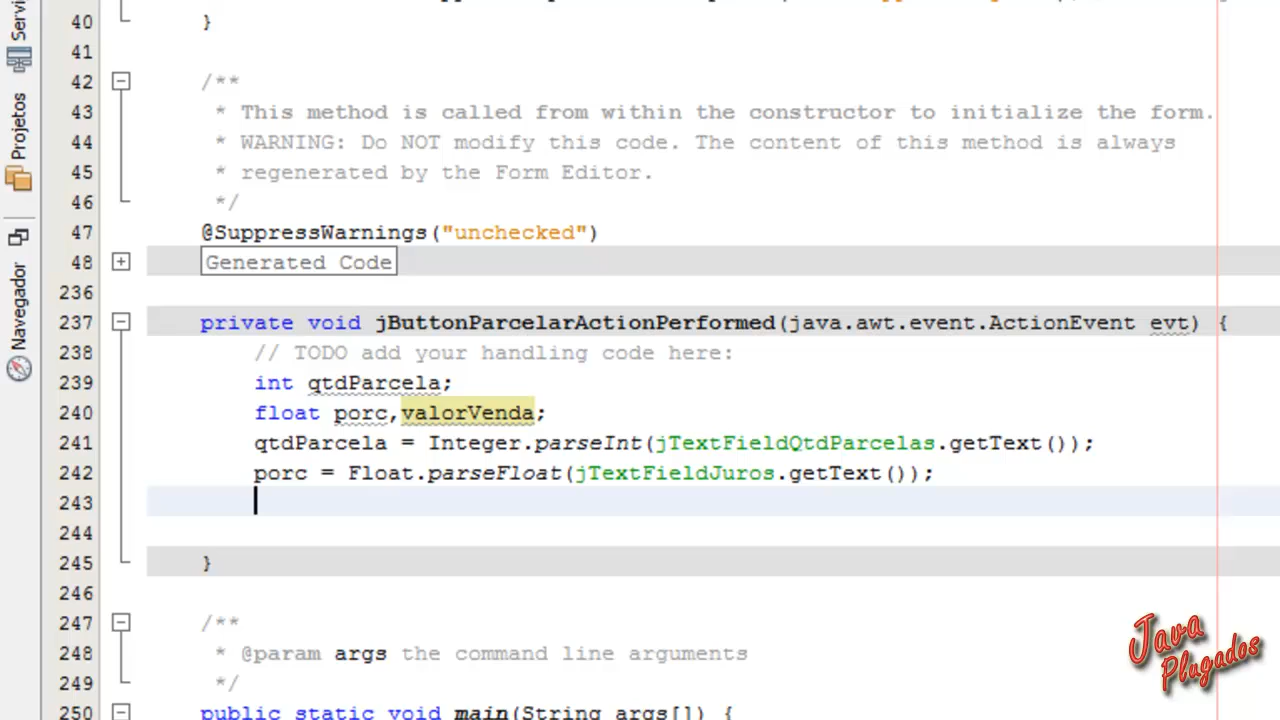 40 }
41
42 /**
43 * This method is called from within the constructor to initialize the form.
44 * WARNING: Do NOT modify this code. The content of this method is always
45 * regenerated by the Form Editor.
46 */
47 @SuppressWarnings("unchecked")
48 Generated Code
236
237 private void jButtonParcelarActionPerformed(java.awt.event.ActionEvent evt) {
238 // TODO add your handling code here:
239 int qtdParcela;
240 float porc,valorVenda;
241 qtdParcela = Integer.parseInt(jTextFieldQtdParcelas.getText());
242 porc = Float.parseFloat(jTextFieldJuros.getText());
243
244
245 }
246
247 /**
248 * @param args the command line arguments
249 */
250 public static void main(String args[]) {
Projetos
Navegador
Java
Plugados